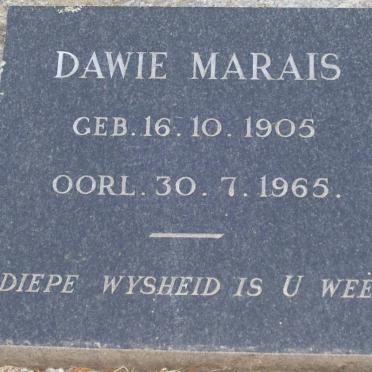 DAWIE MARAIS
GEB. 16. 10. 1905
OORL. 30. 7. 1965.
DIEPE WYSHEID IS U WEE